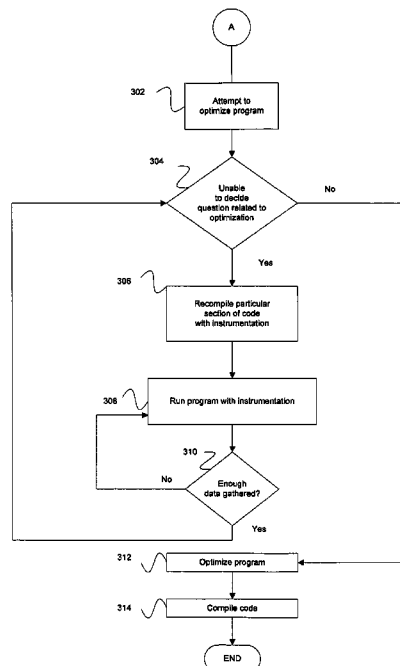 A
302
Attempt to
optimize program
304
Unable
to decide
question related to
optimization
No
Yes
306
Recompile particular
section of code
with instrumentation
308
Run program with instrumentation
310
Enough
data gathered?
No
Yes
312
Optimize program
314
Compile code
END